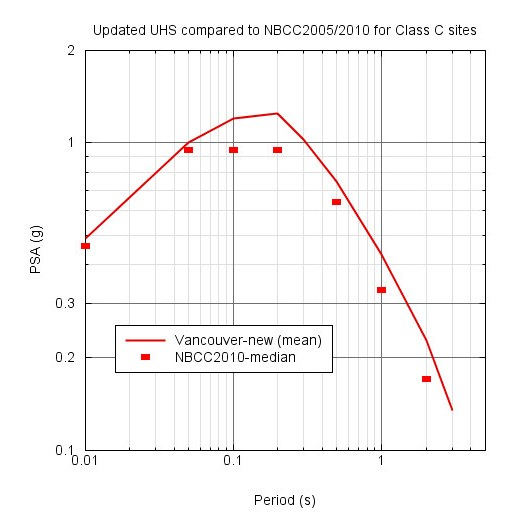 Updated UHS compared to NBCC2005/2010 for Class C sites
2
1
0.3
0.2
0.1
PSA (g)
Vancouver-new (mean)
NBCC2010-median
0.01
0.1
1
Period (s)